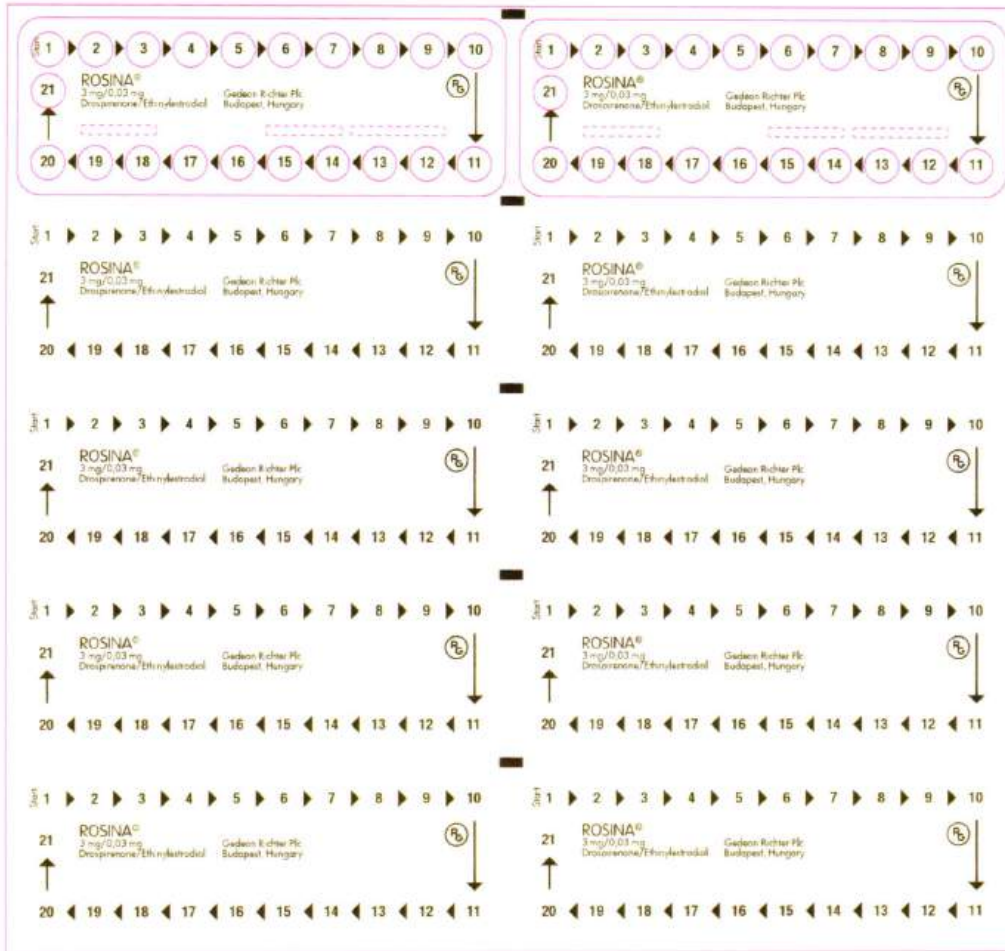 Start 1 2 3 4 5 6 7 8 9 10
21 ROSINA®
3 mg/0,03 mg Gedeon Richter Plc RG
Drospirenone/Ethinylestradiol Budapest, Hungary
20 19 18 17 16 15 14 13 12 11
Start 1 2 3 4 5 6 7 8 9 10
21 ROSINA®
3 mg/0,03 mg Gedeon Richter Plc RG
Drospirenone/Ethinylestradiol Budapest, Hungary
20 19 18 17 16 15 14 13 12 11
Start 1 2 3 4 5 6 7 8 9 10
21 ROSINA®
3 mg/0,03 mg Gedeon Richter Plc RG
Drospirenone/Ethinylestradiol Budapest, Hungary
20 19 18 17 16 15 14 13 12 11
Start 1 2 3 4 5 6 7 8 9 10
21 ROSINA®
3 mg/0,03 mg Gedeon Richter Plc RG
Drospirenone/Ethinylestradiol Budapest, Hungary
20 19 18 17 16 15 14 13 12 11
Start 1 2 3 4 5 6 7 8 9 10
21 ROSINA®
3 mg/0,03 mg Gedeon Richter Plc RG
Drospirenone/Ethinylestradiol Budapest, Hungary
20 19 18 17 16 15 14 13 12 11
Start 1 2 3 4 5 6 7 8 9 10
21 ROSINA®
3 mg/0,03 mg Gedeon Richter Plc RG
Drospirenone/Ethinylestradiol Budapest, Hungary
20 19 18 17 16 15 14 13 12 11
Start 1 2 3 4 5 6 7 8 9 10
21 ROSINA®
3 mg/0,03 mg Gedeon Richter Plc RG
Drospirenone/Ethinylestradiol Budapest, Hungary
20 19 18 17 16 15 14 13 12 11
Start 1 2 3 4 5 6 7 8 9 10
21 ROSINA®
3 mg/0,03 mg Gedeon Richter Plc RG
Drospirenone/Ethinylestradiol Budapest, Hungary
20 19 18 17 16 15 14 13 12 11
Start 1 2 3 4 5 6 7 8 9 10
21 ROSINA®
3 mg/0,03 mg Gedeon Richter Plc RG
Drospirenone/Ethinylestradiol Budapest, Hungary
20 19 18 17 16 15 14 13 12 11
Start 1 2 3 4 5 6 7 8 9 10
21 ROSINA®
3 mg/0,03 mg Gedeon Richter Plc RG
Drospirenone/Ethinylestradiol Budapest, Hungary
20 19 18 17 16 15 14 13 12 11